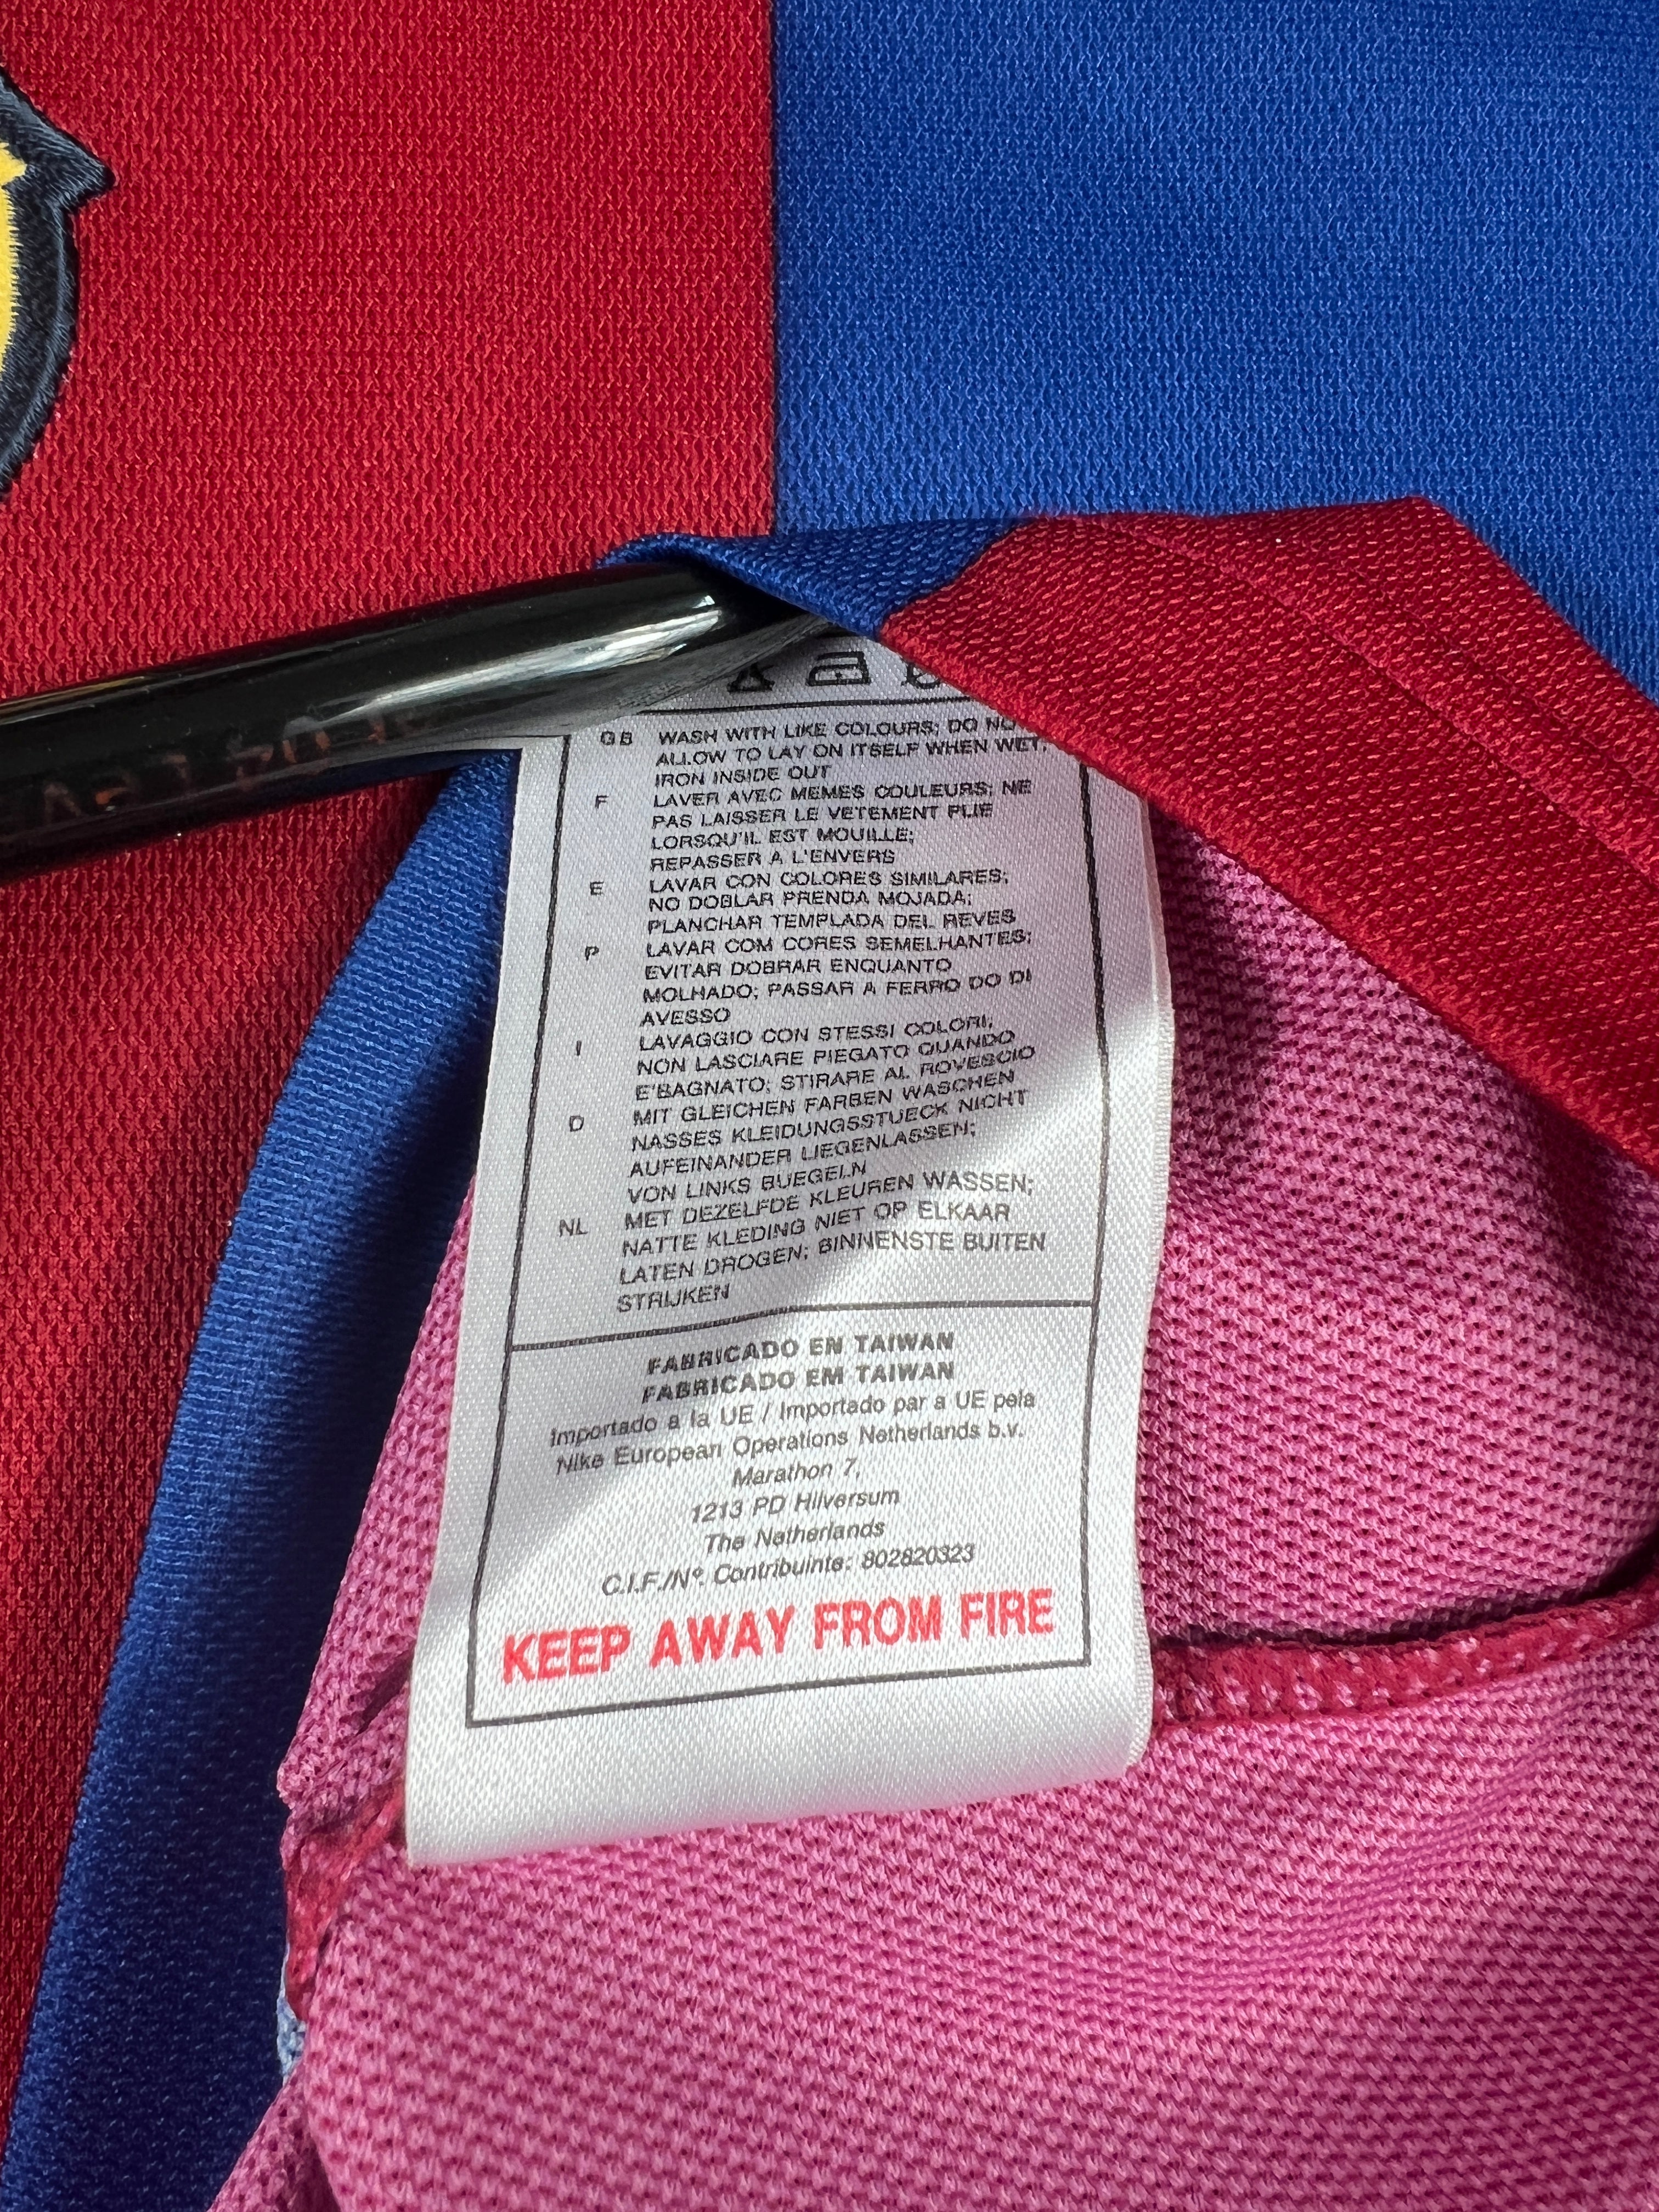 GB WASH WITH LIKE COLOURS; DO
ALLOW TO LAY ON ITSELF WHEN WET;
IRON INSIDE OUT
F LAVER AVEC MEMES COULEURS; NE
PAS LAISSER LE VETEMENT PLIE
LORSQU'IL EST MOUILLE;
REPASSER A L'ENVERS
E LAVAR CON COLORES SIMILARES;
NO DOBLAR PRENDA MOJADA;
PLANCHAR TEMPLADA DEL REVES
P LAVAR COM CORES SEMELHANTES;
EVITAR DOBRAR ENQUANTO
MOLHADO; PASSAR A FERRO DO DI
AVESSO
I LAVAGGIO CON STESSI COLORI;
NON LASCIARE PIEGATO QUANDO
E'BAGNATO; STIRARE AL ROVESCIO
D MIT GLEICHEN FARBEN WASCHEN
NASSES KLEIDUNGSSTUECK NICHT
AUFEINANDER LIEGENLASSEN;
VON LINKS BUEGELN
NL MET DEZELFDE KLEUREN WASSEN;
NATTE KLEDING NIET OP ELKAAR
LATEN DROGEN; BINNENSTE BUITEN
STRIJKEN
FABRICADO EN TAIWAN
FABRICADO EM TAIWAN
Importado a la UE / Importado par a UE pela
Nike European Operations Netherlands b.v.
Marathon 7,
1213 PD Hilversum
The Netherlands
C.I.F./Nº. Contribuinte: 802820323
KEEP AWAY FROM FIRE